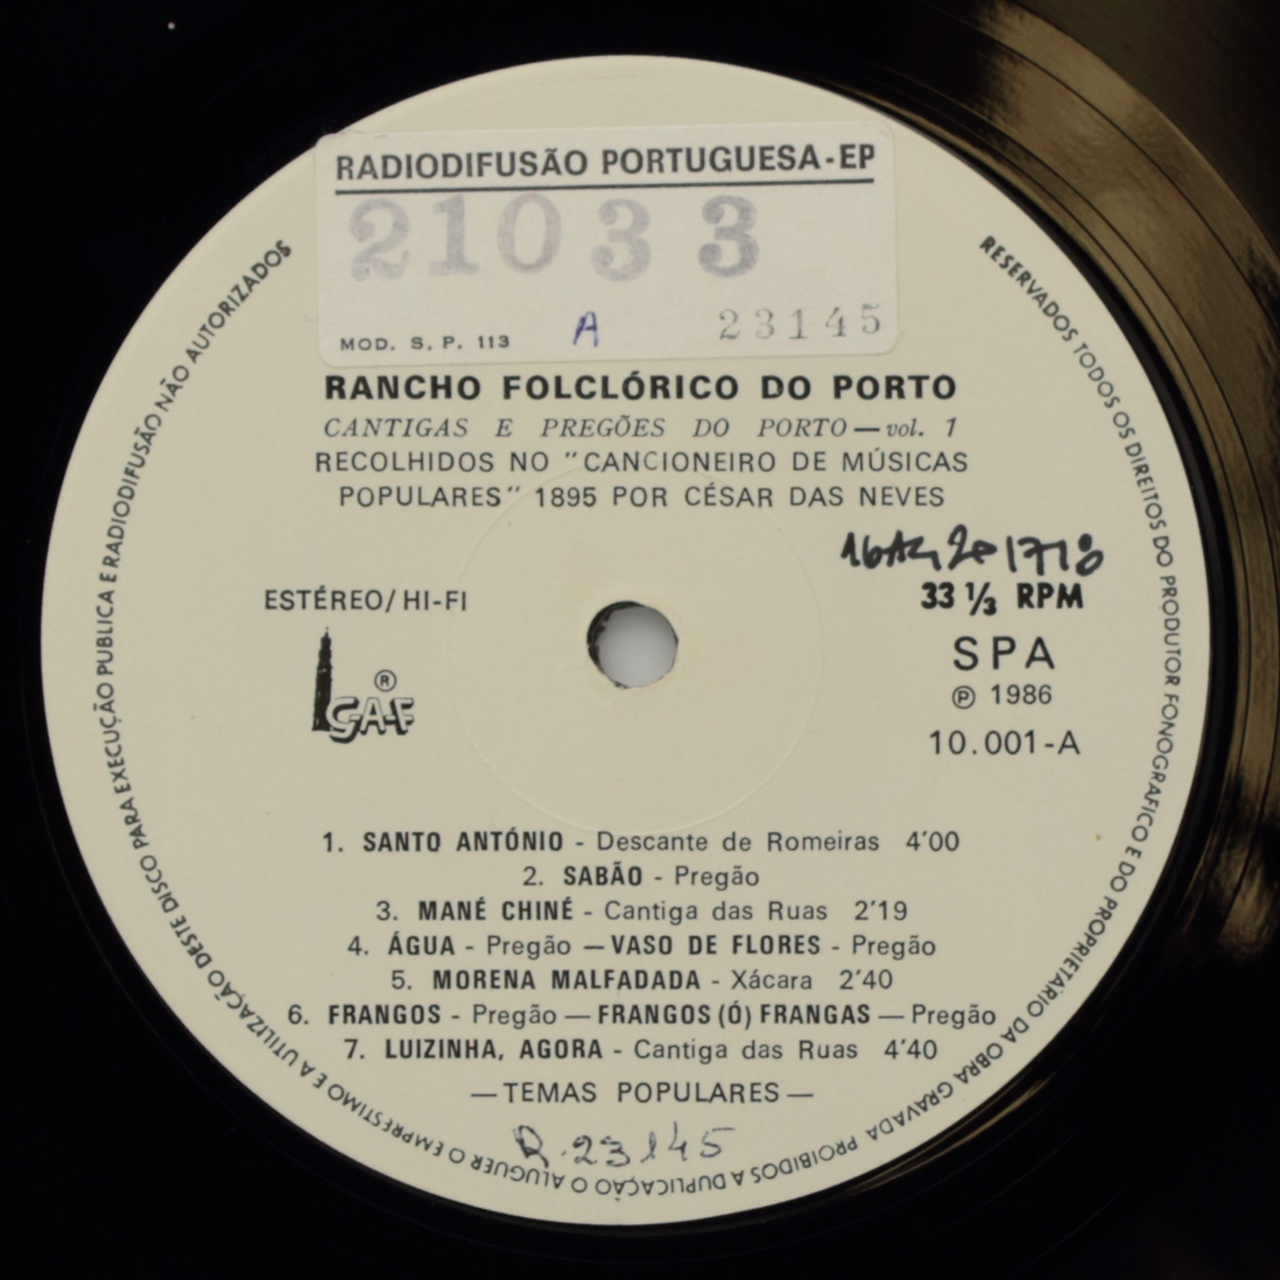 RADIODIFUSÃO PORTUGUESA-EP
21033
MOD. S. P. 113 A 23145
RANCHO FOLCLÓRICO DO PORTO
CANTIGAS E PREGÕES DO PORTO — vol. 1
RECOLHIDOS NO "CANCIONEIRO DE MÚSICAS
POPULARES" 1895 POR CÉSAR DAS NEVES
ESTÉREO/HI-FI
33 1/3 RPM
SPA
Ⓟ 1986
10.001-A
GAF ®
1. SANTO ANTÓNIO - Descante de Romeiras 4'00
2. SABÃO - Pregão
3. MANÉ CHINÉ - Cantiga das Ruas 2'19
4. ÁGUA - Pregão — VASO DE FLORES - Pregão
5. MORENA MALFADADA - Xácara 2'40
6. FRANGOS - Pregão — FRANGOS (Ó) FRANGAS — Pregão
7. LUIZINHA, AGORA - Cantiga das Ruas 4'40
— TEMAS POPULARES —
R. 23145
RESERVADOS TODOS OS DIREITOS DO PRODUTOR FONOGRAFICO E DO PROPRIETARIO DA OBRA GRAVADA PROIBIDOS A DUPLICAÇÃO O ALUGUER O EMPRESTIMO E A UTILIZAÇÃO DESTE DISCO PARA EXECUÇÃO PUBLICA E RADIODIFUSÃO NÃO AUTORIZADOS